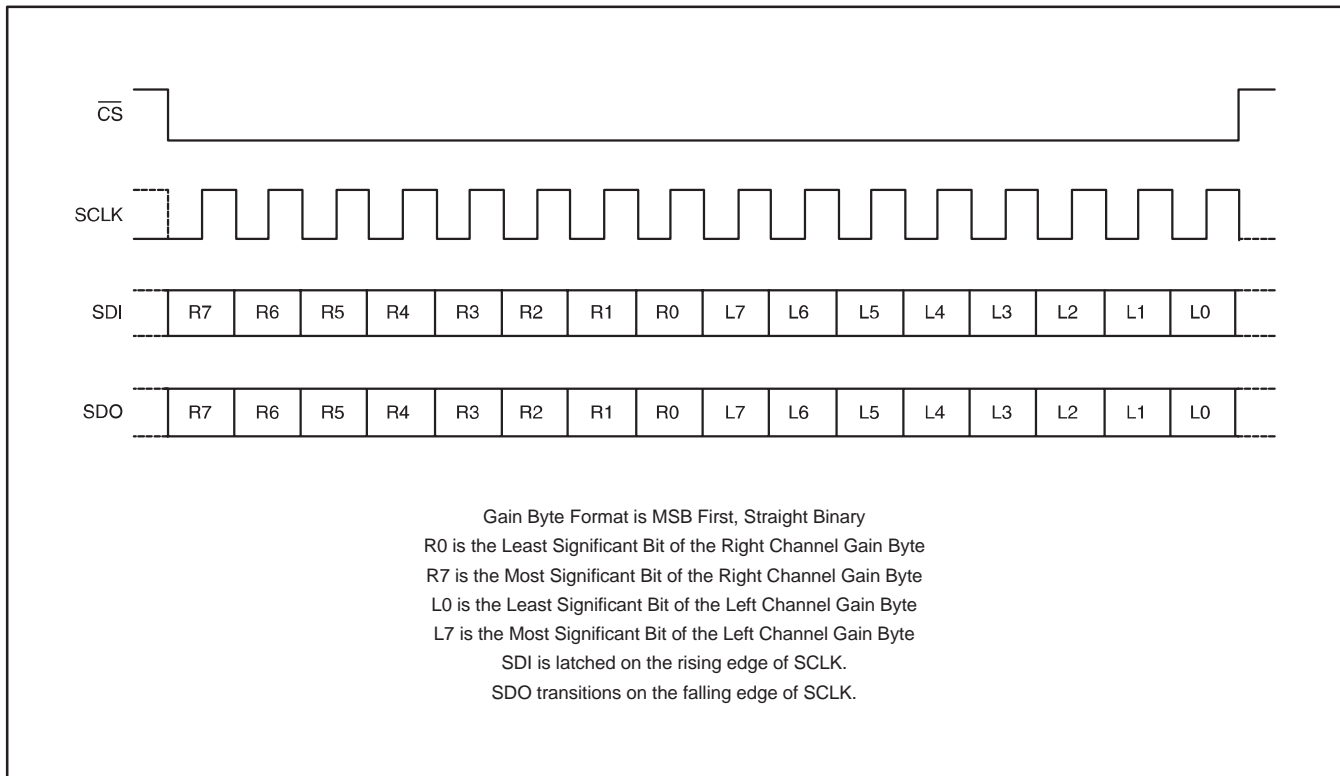 CS
SCLK
SDI R7 R6 R5 R4 R3 R2 R1 R0 L7 L6 L5 L4 L3 L2 L1 L0
SDO R7 R6 R5 R4 R3 R2 R1 R0 L7 L6 L5 L4 L3 L2 L1 L0
Gain Byte Format is MSB First, Straight Binary
R0 is the Least Significant Bit of the Right Channel Gain Byte
R7 is the Most Significant Bit of the Right Channel Gain Byte
L0 is the Least Significant Bit of the Left Channel Gain Byte
L7 is the Most Significant Bit of the Left Channel Gain Byte
SDI is latched on the rising edge of SCLK.
SDO transitions on the falling edge of SCLK.